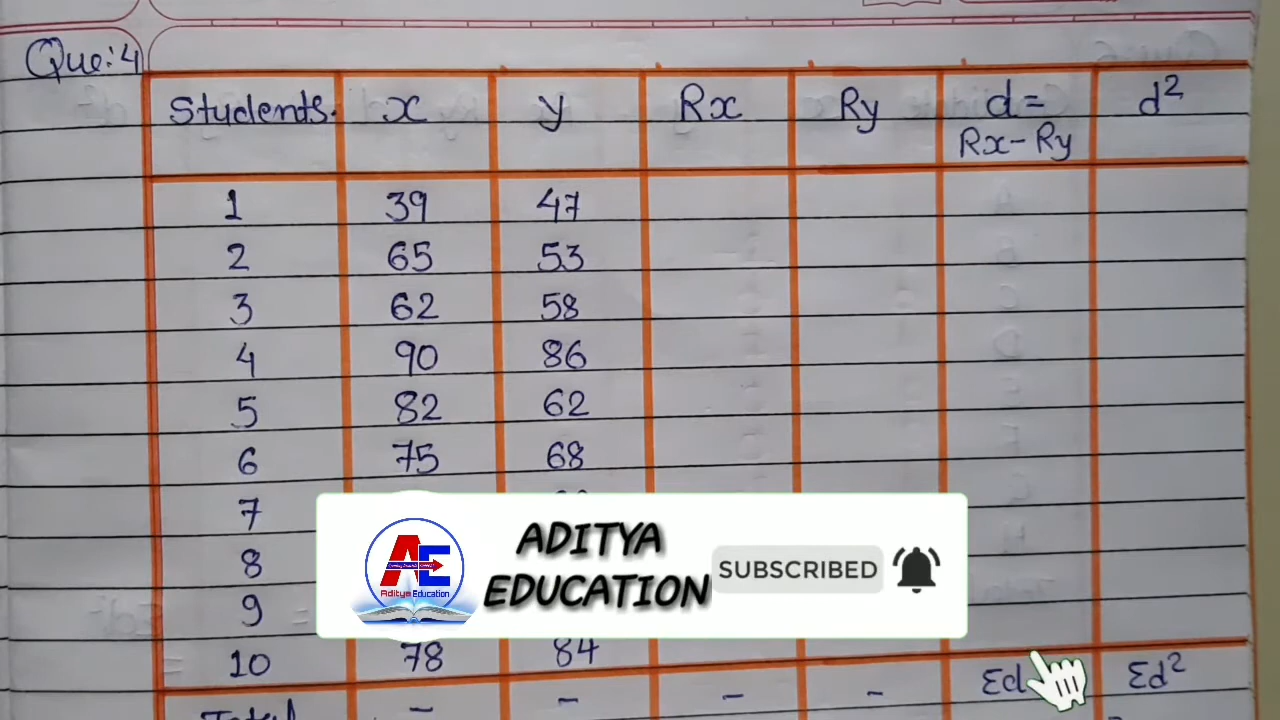 Que:4
Students. x y Rx Ry d= d²
Rx-Ry
1 39 47
2 65 53
3 62 58
4 90 86
5 82 62
6 75 68
7
8
9
10 78 84
Σd Σd²
Total - - - -
ADITYA
EDUCATION
SUBSCRIBED
AE
Aditya Education